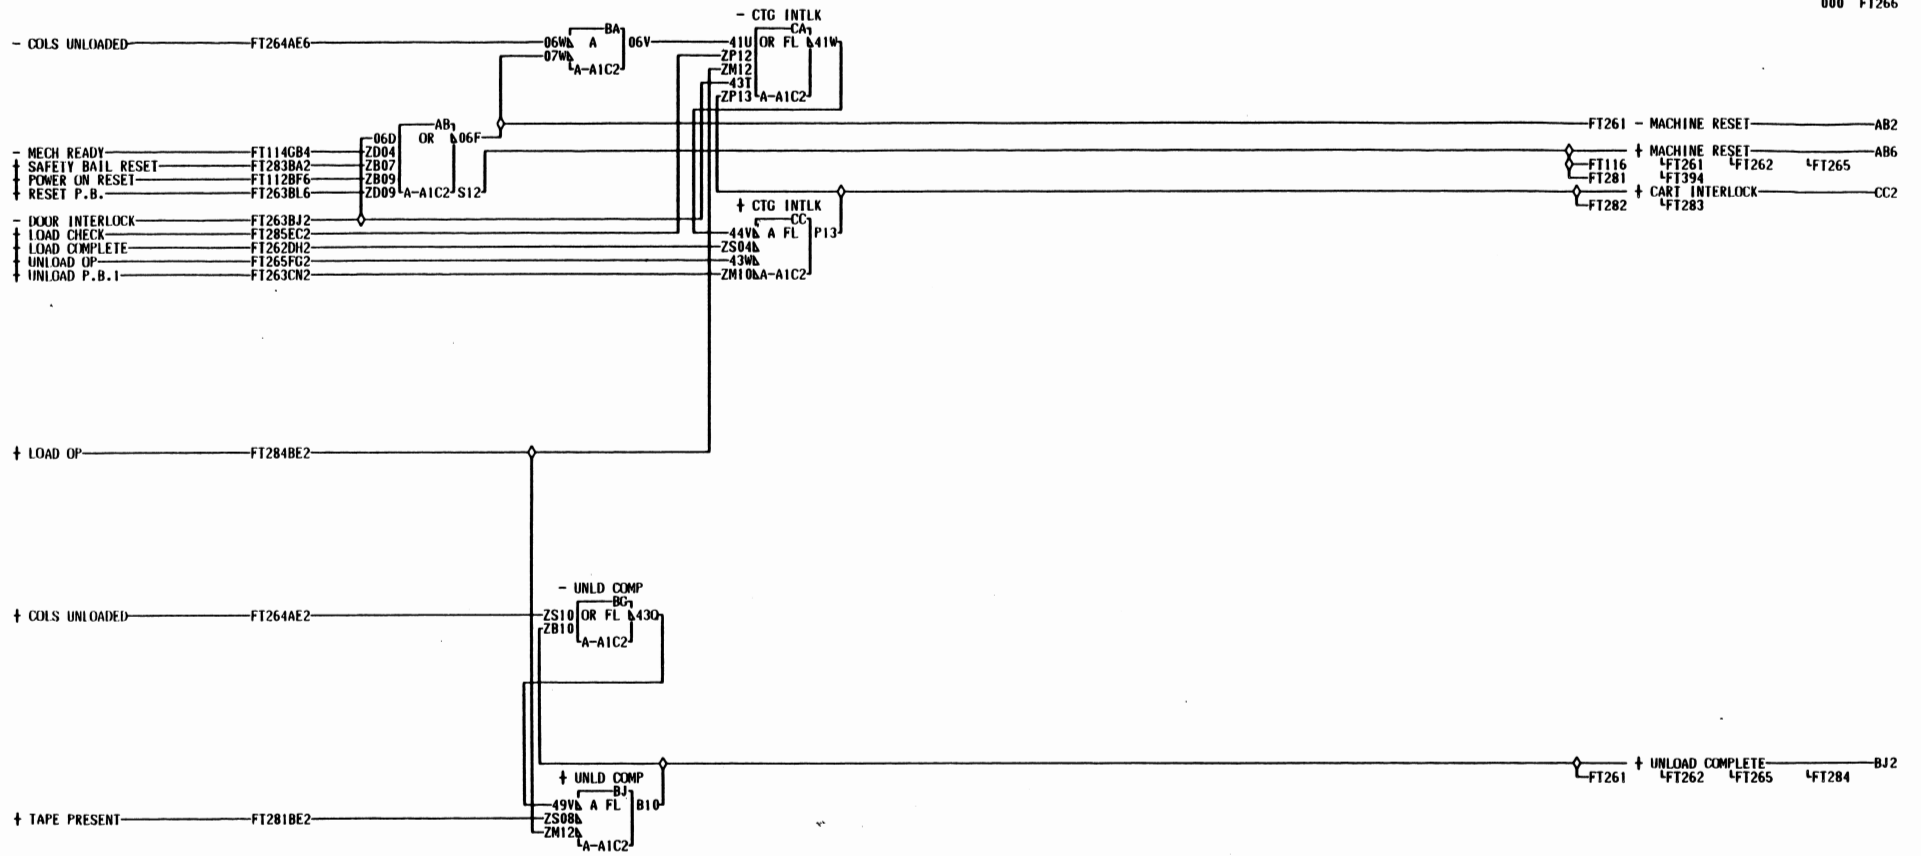 000 FT266
- CTG INTLK
BA CA
- COLS UNLOADED FT264AE6 06W A 06V 41U OR FL 41W
07W ZP12
A-A1C2 ZM12
43T
ZP13 A-A1C2
AB FT261 - MACHINE RESET AB2
06D OR 06F
- MECH READY FT114GB4 ZD04 + MACHINE RESET AB6
+ SAFETY BAIL RESET FT283BA2 ZB07 FT116 FT261 FT262 FT265
+ POWER ON RESET FT112BF6 ZB09 FT281 FT394
+ RESET P.B. FT263BL6 ZD09 A-A1C2 S12 + CART INTERLOCK CC2
+ CTG INTLK FT282 FT283
- DOOR INTERLOCK FT263BJ2 CC
+ LOAD CHECK FT285EC2 44V A FL P13
+ LOAD COMPLETE FT262DH2 ZS04
+ UNLOAD OP FT265FG2 43W
+ UNLOAD P.B.1 FT263CN2 ZM10 A-A1C2
+ LOAD OP FT284BE2
- UNLD COMP
BG
+ COLS UNLOADED FT264AE2 ZS10 OR FL 43Q
ZB10
A-A1C2
+ UNLOAD COMPLETE BJ2
+ UNLD COMP FT261 FT262 FT265 FT284
BJ
49V A FL B10
+ TAPE PRESENT FT281BE2 ZS08
ZM12
A-A1C2